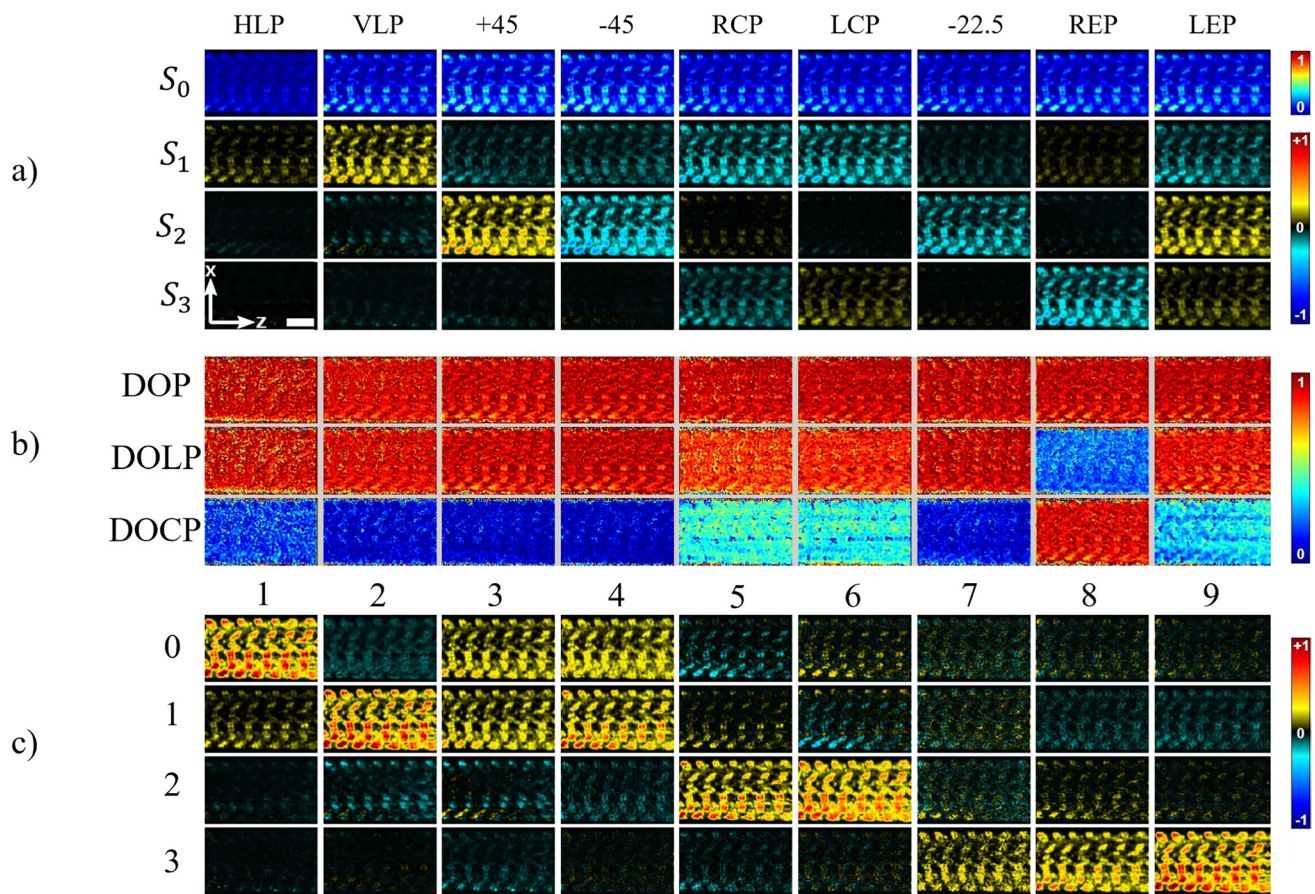 HLP VLP +45 -45 RCP LCP -22.5 REP LEP
S₀ 1
0
a) S₁ +1
S₂ 0
S₃ X Z -1
DOP 1
b) DOLP
DOCP 0
1 2 3 4 5 6 7 8 9
0 +1
1
c) 0
2
3 -1